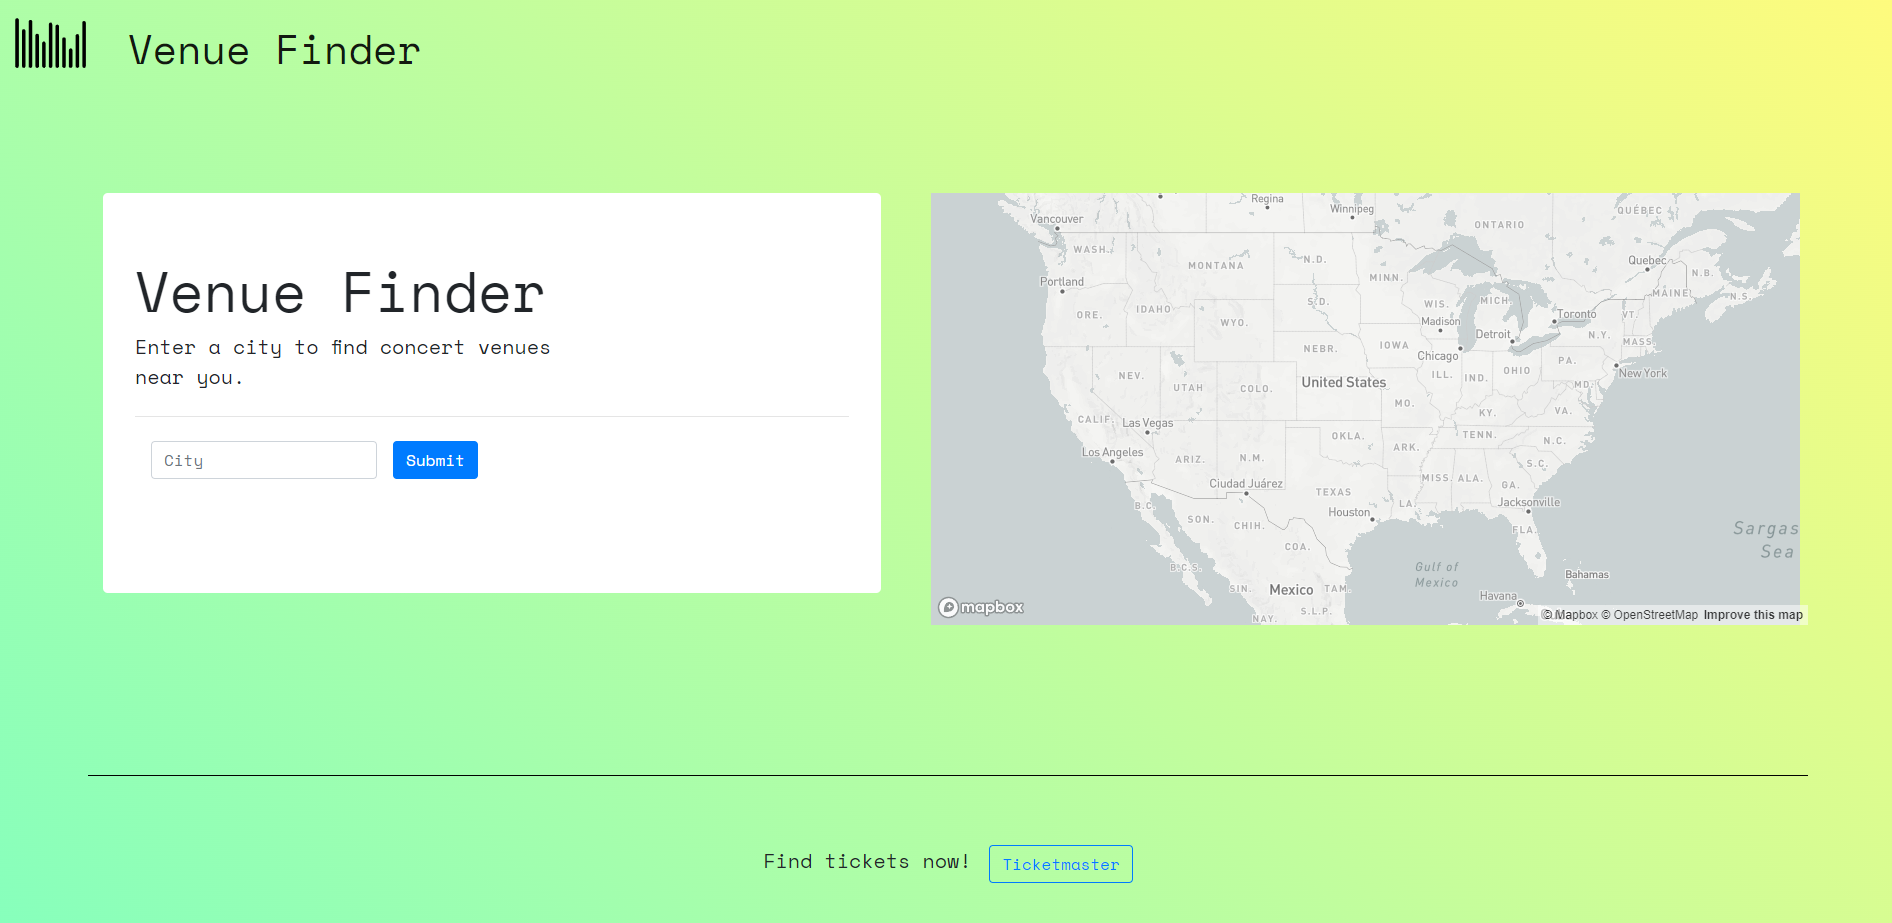 Venue Finder
Venue Finder
Enter a city to find concert venues
near you.
City
Submit
Regina
Winnipeg
Vancouver
QUÉBEC
ONTARIO
WASH.
MONTANA
N.D.
MINN.
Quebec
N.B.
Portland
MAINE
N.S.
IDAHO
S.D.
WIS.
MICH.
ORE.
WYO.
Madison
Toronto
VT.
Detroit
N.Y.
MASS.
NEBR.
IOWA
Chicago
PA.
NEV.
UTAH
COLO.
United States
ILL.
IND.
OHIO
New York
MD.
MO.
KY.
VA.
CALIF.
Las Vegas
OKLA.
TENN.
N.C.
Los Angeles
ARIZ.
N.M.
ARK.
S.C.
Ciudad Juárez
TEXAS
MISS.
ALA.
GA.
B.C.
LA.
Jacksonville
SON.
CHIH.
Houston
FLA.
Sargas
Sea
COA.
B.C.S.
Gulf of
Mexico
Bahamas
SIN.
Mexico
TAM.
Havana
mapbox
S.L.P.
NAY.
© Mapbox © OpenStreetMap Improve this map
Find tickets now!
Ticketmaster